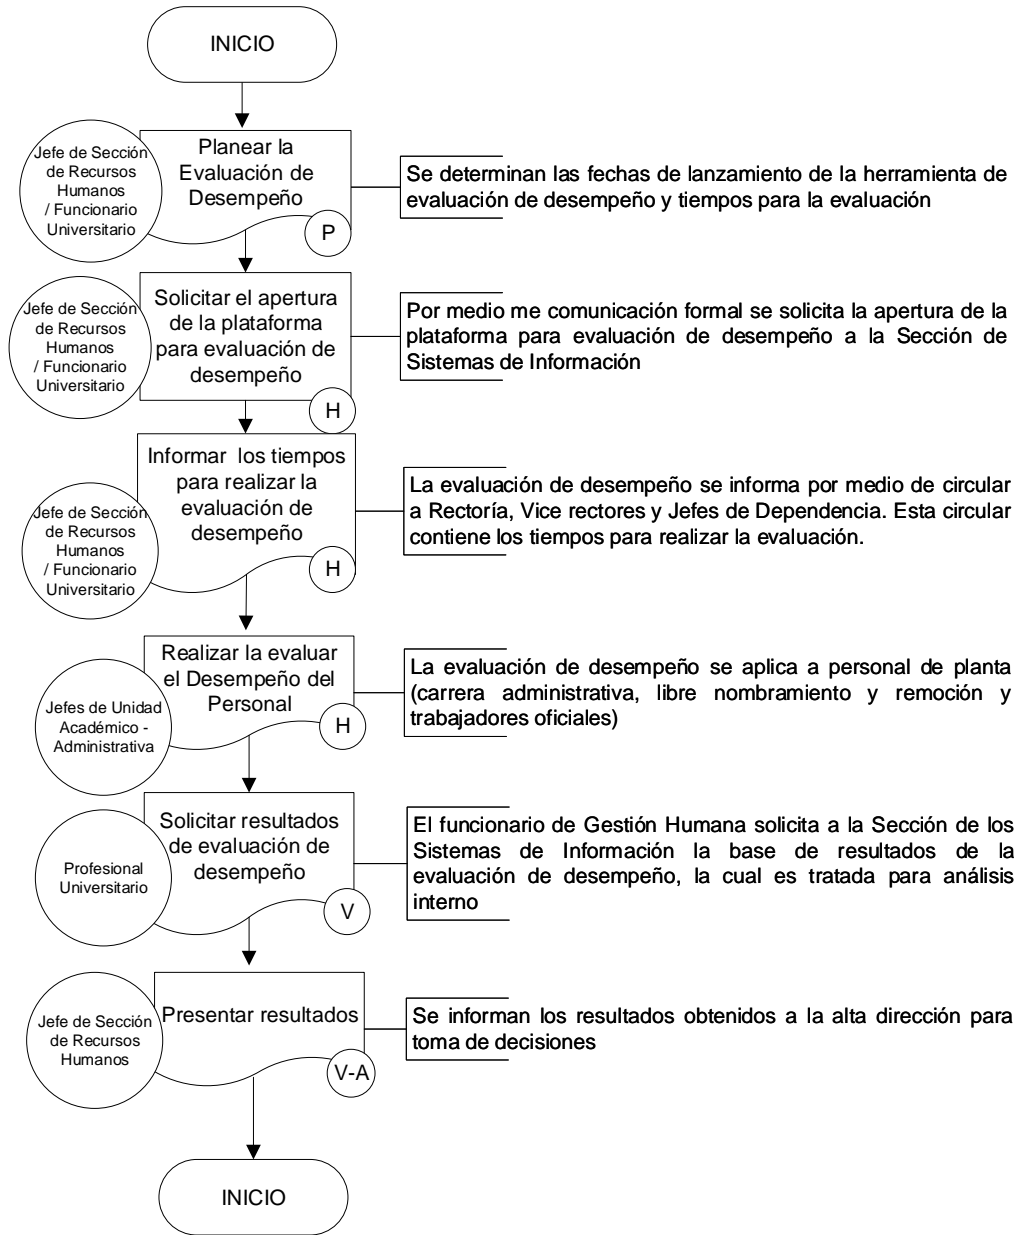 INICIO
Jefe de Sección
de Recursos
Humanos
/ Funcionario
Universitario
Planear la
Evaluación de
Desempeño
P
Se determinan las fechas de lanzamiento de la herramienta de
evaluación de desempeño y tiempos para la evaluación
Jefe de Sección
de Recursos
Humanos
/ Funcionario
Universitario
Solicitar el apertura
de la plataforma
para evaluación de
desempeño
H
Por medio me comunicación formal se solicita la apertura de la
plataforma para evaluación de desempeño a la Sección de
Sistemas de Información
Jefe de Sección
de Recursos
Humanos
/ Funcionario
Universitario
Informar los tiempos
para realizar la
evaluación de
desempeño
H
La evaluación de desempeño se informa por medio de circular
a Rectoría, Vice rectores y Jefes de Dependencia. Esta circular
contiene los tiempos para realizar la evaluación.
Jefes de Unidad
Académico -
Administrativa
Realizar la evaluar
el Desempeño del
Personal
H
La evaluación de desempeño se aplica a personal de planta
(carrera administrativa, libre nombramiento y remoción y
trabajadores oficiales)
Profesional
Universitario
Solicitar resultados
de evaluación de
desempeño
V
El funcionario de Gestión Humana solicita a la Sección de los
Sistemas de Información la base de resultados de la
evaluación de desempeño, la cual es tratada para análisis
interno
Jefe de Sección
de Recursos
Humanos
Presentar resultados
V-A
Se informan los resultados obtenidos a la alta dirección para
toma de decisiones
INICIO